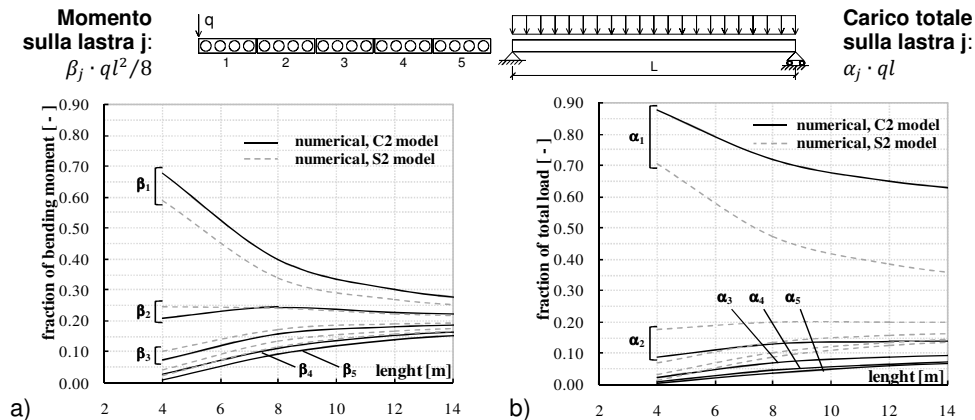 Momento
sulla lastra j:
βj · ql²/8
q
1 2 3 4 5
L
Carico totale
sulla lastra j:
αj · ql
fraction of bending moment [ - ]
0.90
0.80
0.70
0.60
0.50
0.40
0.30
0.20
0.10
0.00
numerical, C2 model
numerical, S2 model
β1
β2
β3
β4
β5
lenght [m]
2 4 6 8 10 12 14
a)
fraction of total load [ - ]
0.90
0.80
0.70
0.60
0.50
0.40
0.30
0.20
0.10
0.00
numerical, C2 model
numerical, S2 model
α1
α3 α4 α5
α2
lenght [m]
2 4 6 8 10 12 14
b)